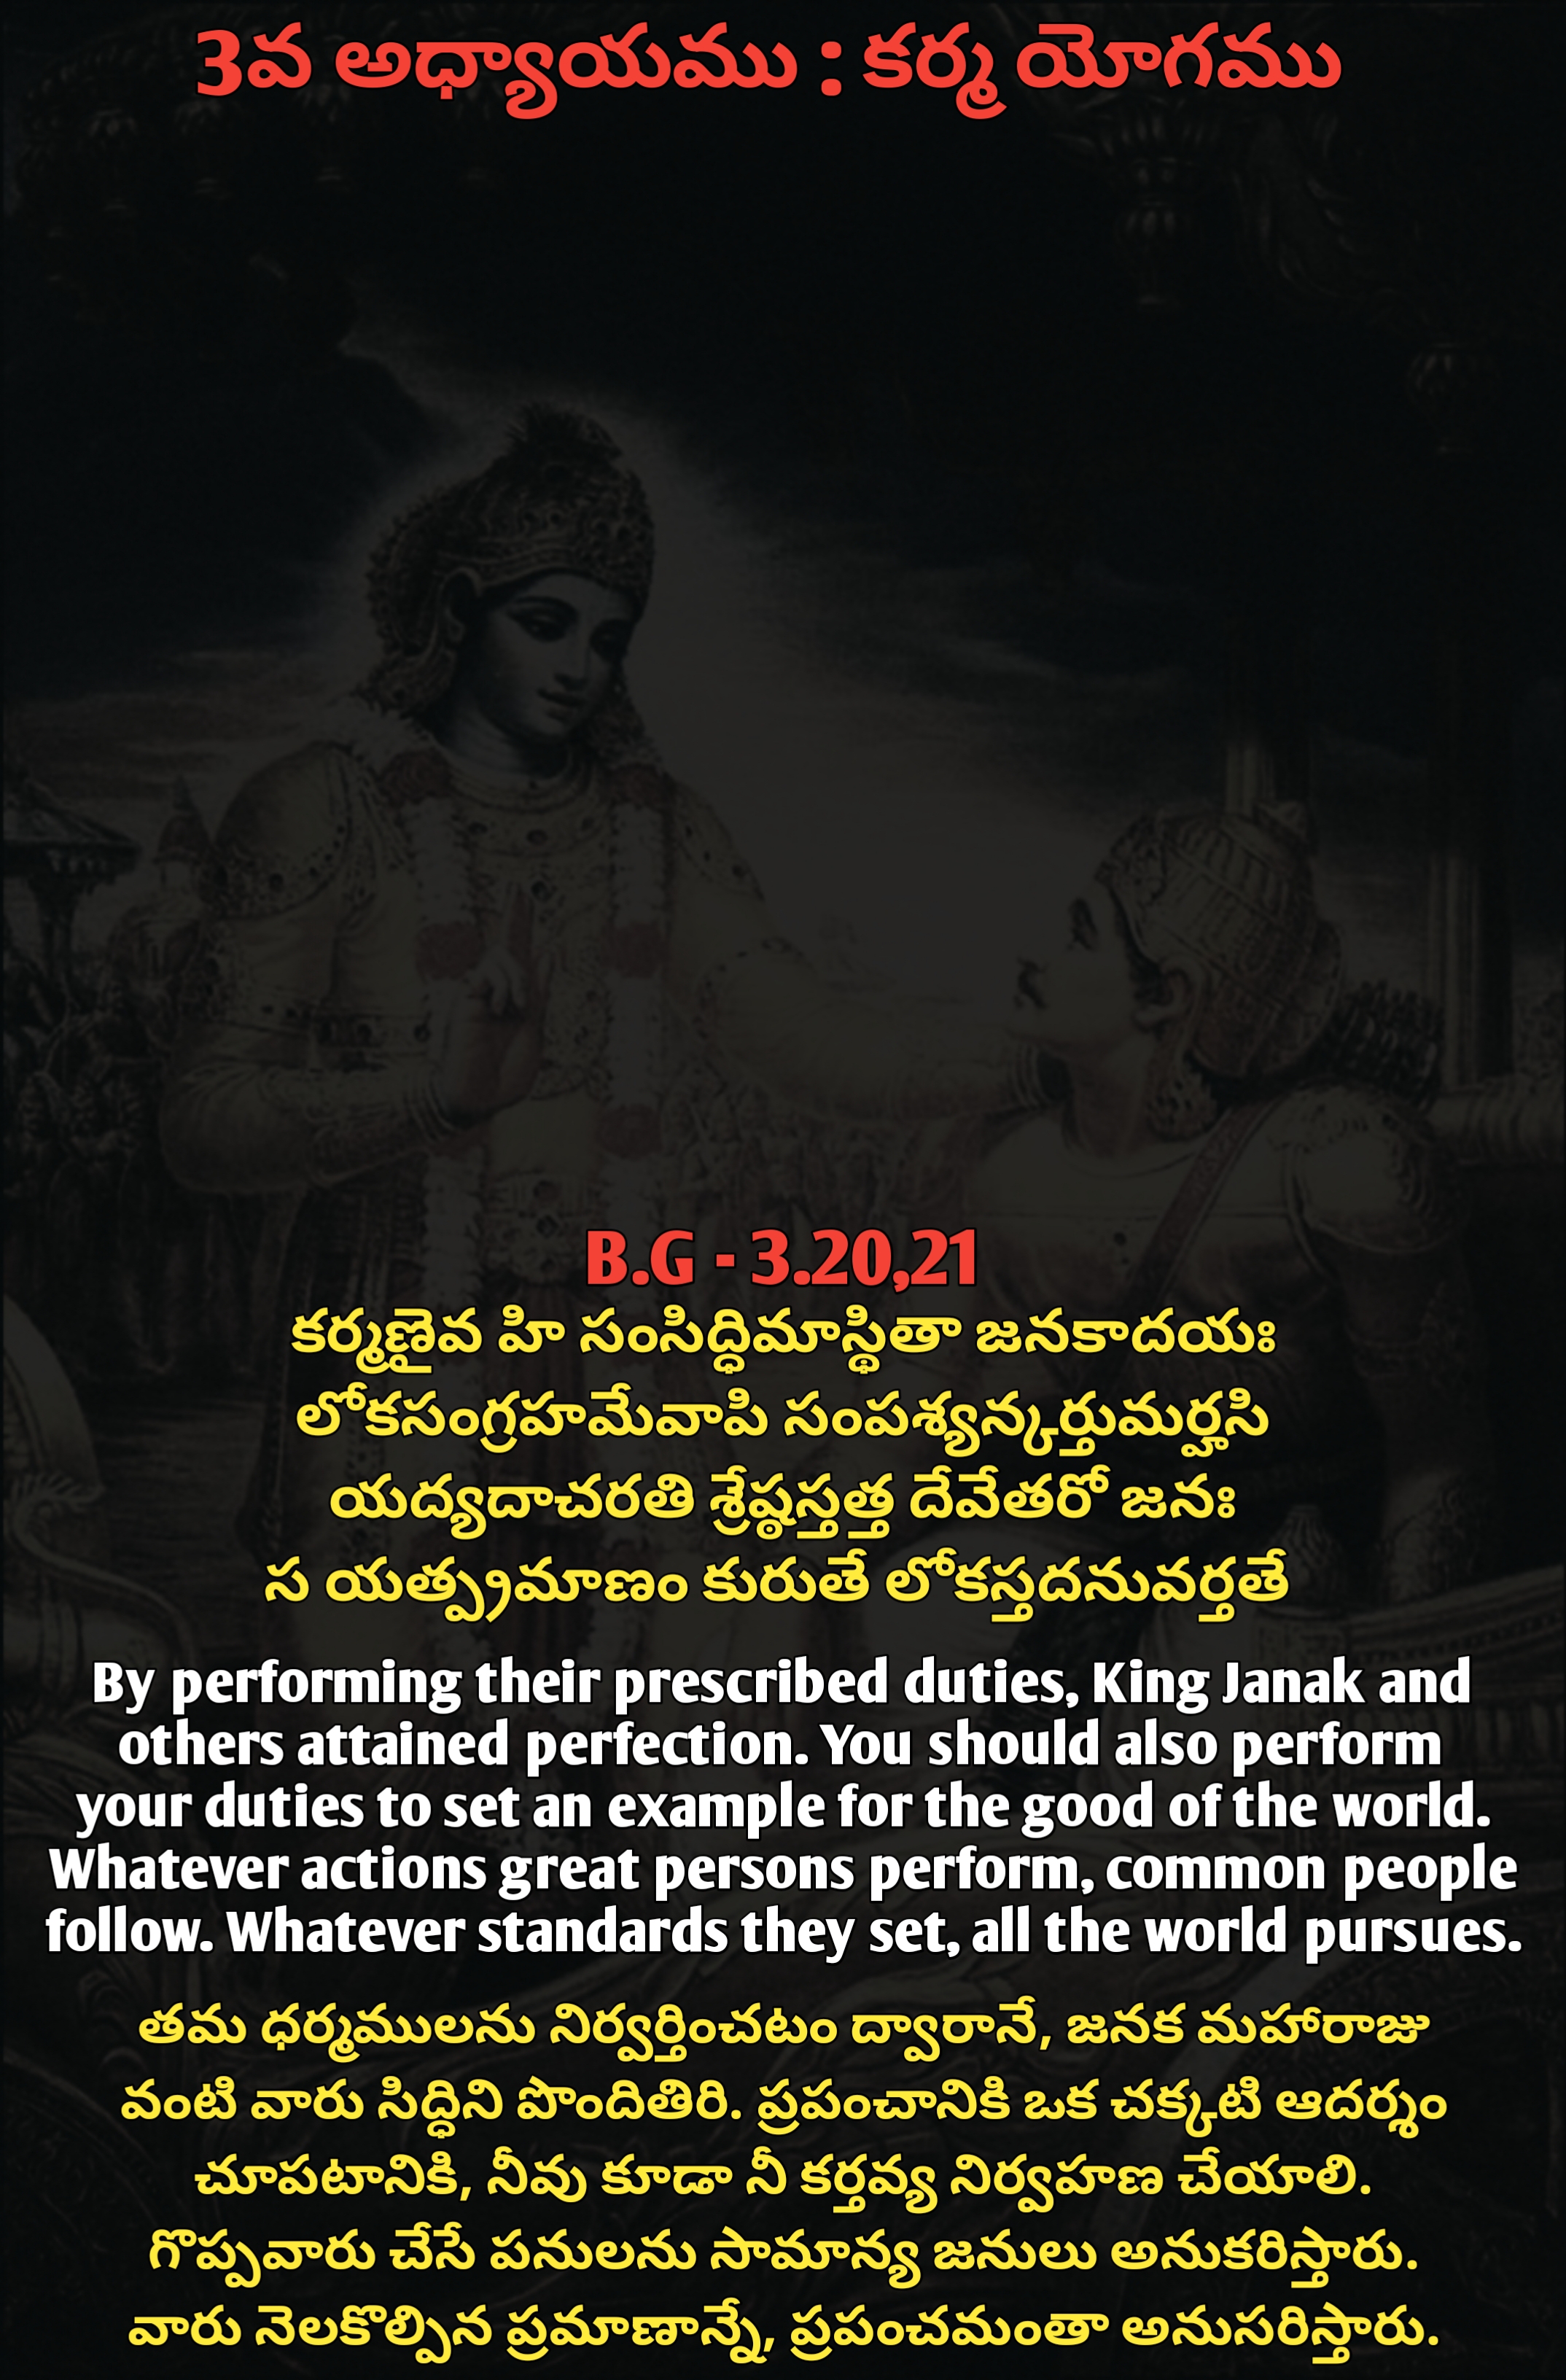 3వ అధ్యాయము : కర్మ యోగము
B.G - 3.20,21
కర్మణైవ హి సంసిద్ధిమాస్థితా జనకాదయః
లోకసంగ్రహమేవాపి సంపశ్యన్కర్తుమర్హసి
యద్యదాచరతి శ్రేష్ఠస్తత్త దేవేతరో జనః
స యత్ప్రమాణం కురుతే లోకస్తదనువర్తతే
By performing their prescribed duties, King Janak and
others attained perfection. You should also perform
your duties to set an example for the good of the world.
Whatever actions great persons perform, common people
follow. Whatever standards they set, all the world pursues.
తమ ధర్మములను నిర్వర్తించటం ద్వారానే, జనక మహారాజు
వంటి వారు సిద్ధిని పొందితిరి. ప్రపంచానికి ఒక చక్కటి ఆదర్శం
చూపటానికి, నీవు కూడా నీ కర్తవ్య నిర్వహణ చేయాలి.
గొప్పవారు చేసే పనులను సామాన్య జనులు అనుకరిస్తారు.
వారు నెలకొల్పిన ప్రమాణాన్నే, ప్రపంచమంతా అనుసరిస్తారు.